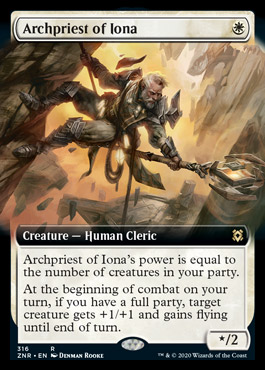 Archpriest of Iona
Creature — Human Cleric
Archpriest of Iona's power is equal to
the number of creatures in your party.
At the beginning of combat on your
turn, if you have a full party, target
creature gets +1/+1 and gains flying
until end of turn.
*/2
316 R
ZNR • EN DENMAN ROOKE
™ & © 2020 Wizards of the Coast